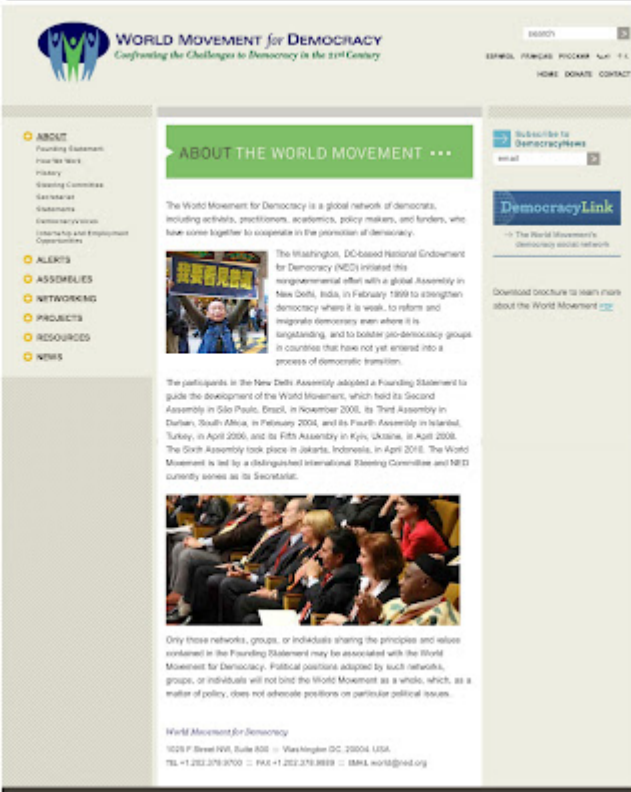 WORLD MOVEMENT for DEMOCRACY
Confronting the Challenges to Democracy in the 21st Century
search
ESPAÑOL FRANÇAIS РУССКИЙ
HOME DONATE CONTACT
ABOUT
Founding Statement
How We Work
History
Steering Committee
Secretariat
Statements
DemocracyVoices
Internship and Employment
Opportunities
ALERTS
ASSEMBLIES
NETWORKING
PROJECTS
RESOURCES
NEWS
ABOUT THE WORLD MOVEMENT •••
The World Movement for Democracy is a global network of democrats,
including activists, practitioners, academics, policy makers, and funders, who
have come together to cooperate in the promotion of democracy.
我要看見普選
The Washington, DC-based National Endowment
for Democracy (NED) initiated this
nongovernmental effort with a global Assembly in
New Delhi, India, in February 1999 to strengthen
democracy where it is weak, to reform and
invigorate democracy even where it is
longstanding, and to bolster pro-democracy groups
in countries that have not yet entered into a
process of democratic transition.
The participants in the New Delhi Assembly adopted a Founding Statement to
guide the development of the World Movement, which held its Second
Assembly in São Paulo, Brazil, in November 2000, its Third Assembly in
Durban, South Africa, in February 2004, and its Fourth Assembly in Istanbul,
Turkey, in April 2006, and its Fifth Assembly in Kyiv, Ukraine, in April 2008.
The Sixth Assembly took place in Jakarta, Indonesia, in April 2010. The World
Movement is led by a distinguished international Steering Committee and NED
currently serves as its Secretariat.
Only those networks, groups, or individuals sharing the principles and values
contained in the Founding Statement may be associated with the World
Movement for Democracy. Political positions adopted by such networks,
groups, or individuals will not bind the World Movement as a whole, which, as a
matter of policy, does not advocate positions on particular political issues.
World Movement for Democracy
1025 F Street NW, Suite 800 :: Washington DC, 20004, USA
TEL +1.202.378.9700 :: FAX +1.202.378.9889 :: EMAIL world@ned.org
Subscribe to
DemocracyNews
email
DemocracyLink
→ The World Movement's
democracy social network
Download brochure to learn more
about the World Movement PDF